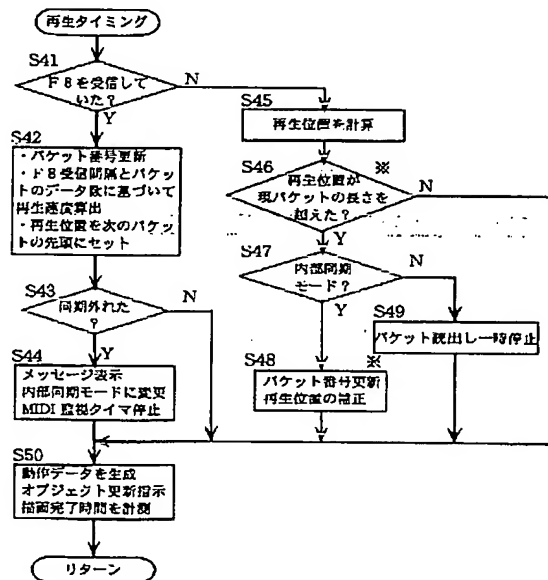 再生タイミング
S41
F8を受信して
いた?
N
Y
S42
・パケット番号更新
・F8受信間隔とパケット
のデータ数に基づいて
再生速度算出
・再生位置を次のパケット
の先頭にセット
S43
同期外れた
?
N
Y
S44
メッセージ表示
内部同期モードに変更
MIDI監視タイマ停止
S45
再生位置を計算
S46
※
再生位置が
現パケットの長さを
超えた?
N
Y
S47
内部同期
モード?
N
Y
S49
パケット読出し一時停止
S48
※
パケット番号更新
再生位置の補正
S50
動作データを生成
オブジェクト更新指示
描画完了時間を計測
リターン